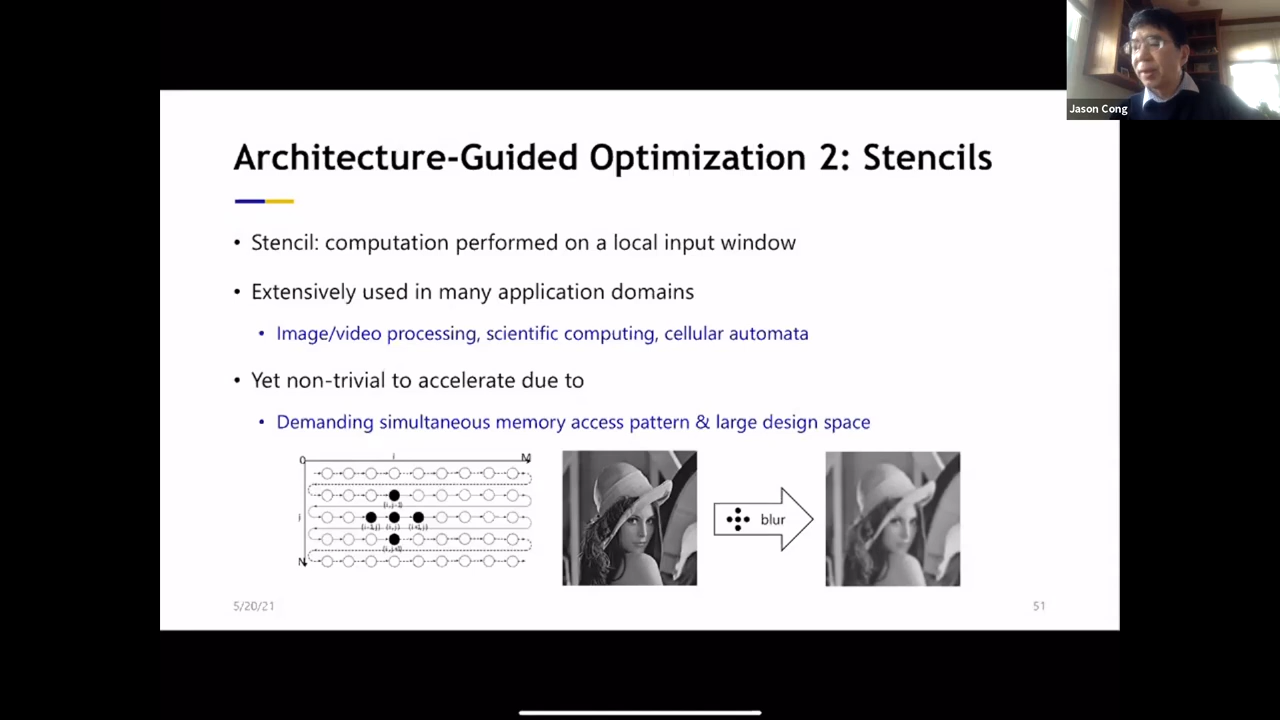 Jason Cong
Architecture-Guided Optimization 2: Stencils
• Stencil: computation performed on a local input window
• Extensively used in many application domains
• Image/video processing, scientific computing, cellular automata
• Yet non-trivial to accelerate due to
• Demanding simultaneous memory access pattern & large design space
0 i M
j
N
blur
5/20/21
51